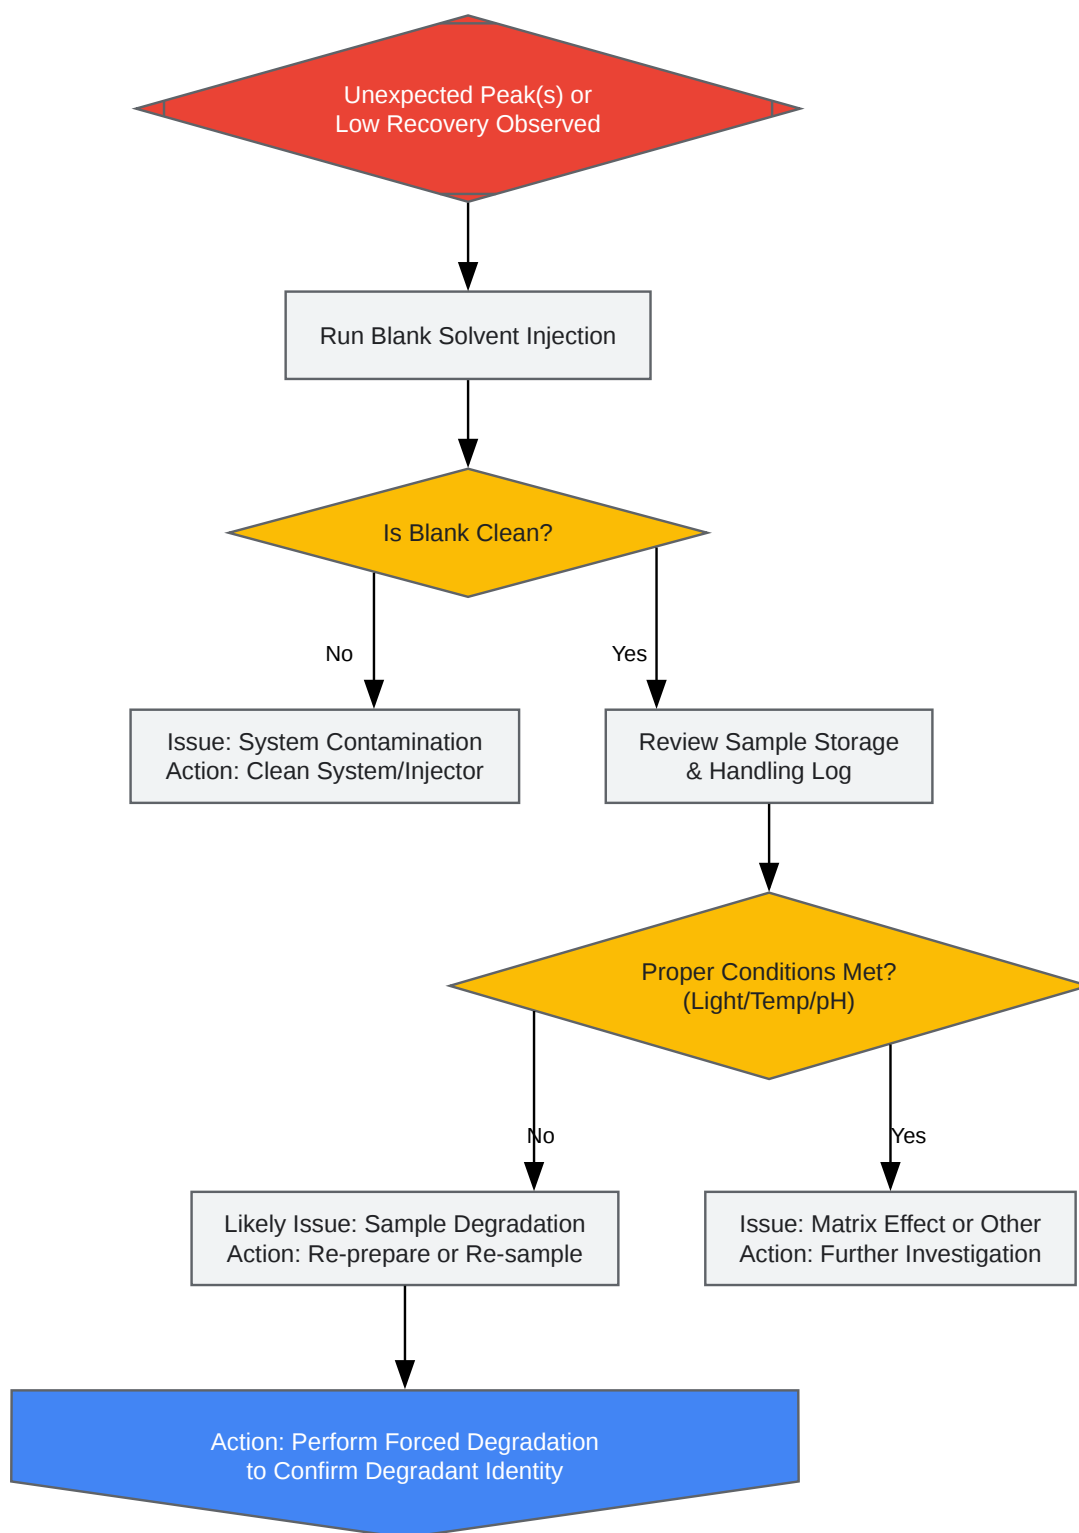 Unexpected Peak(s) or
Low Recovery Observed
Run Blank Solvent Injection
Is Blank Clean?
No
Yes
Issue: System Contamination
Action: Clean System/Injector
Review Sample Storage
& Handling Log
Proper Conditions Met?
(Light/Temp/pH)
No
Yes
Likely Issue: Sample Degradation
Action: Re-prepare or Re-sample
Issue: Matrix Effect or Other
Action: Further Investigation
Action: Perform Forced Degradation
to Confirm Degradant Identity